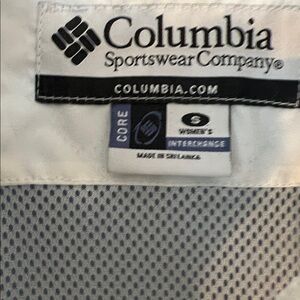 Columbia
Sportswear Company®
COLUMBIA.COM
CORE
S
WOMEN'S
INTERCHANGE
MADE IN SRI LANKA